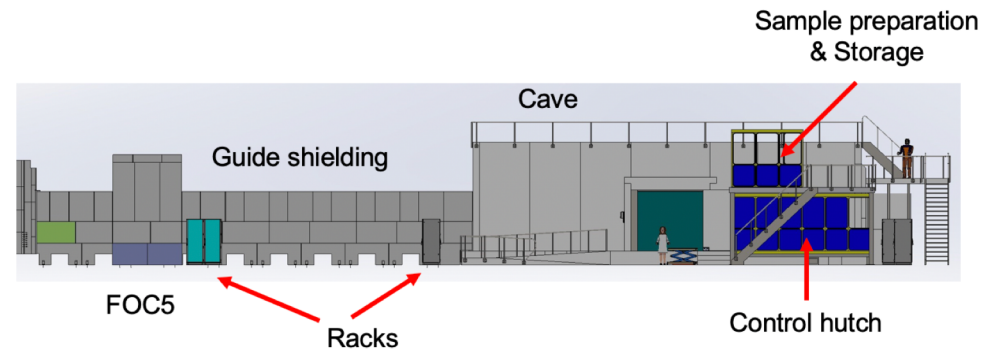 Sample preparation
& Storage
Cave
Guide shielding
FOC5
Racks
Control hutch